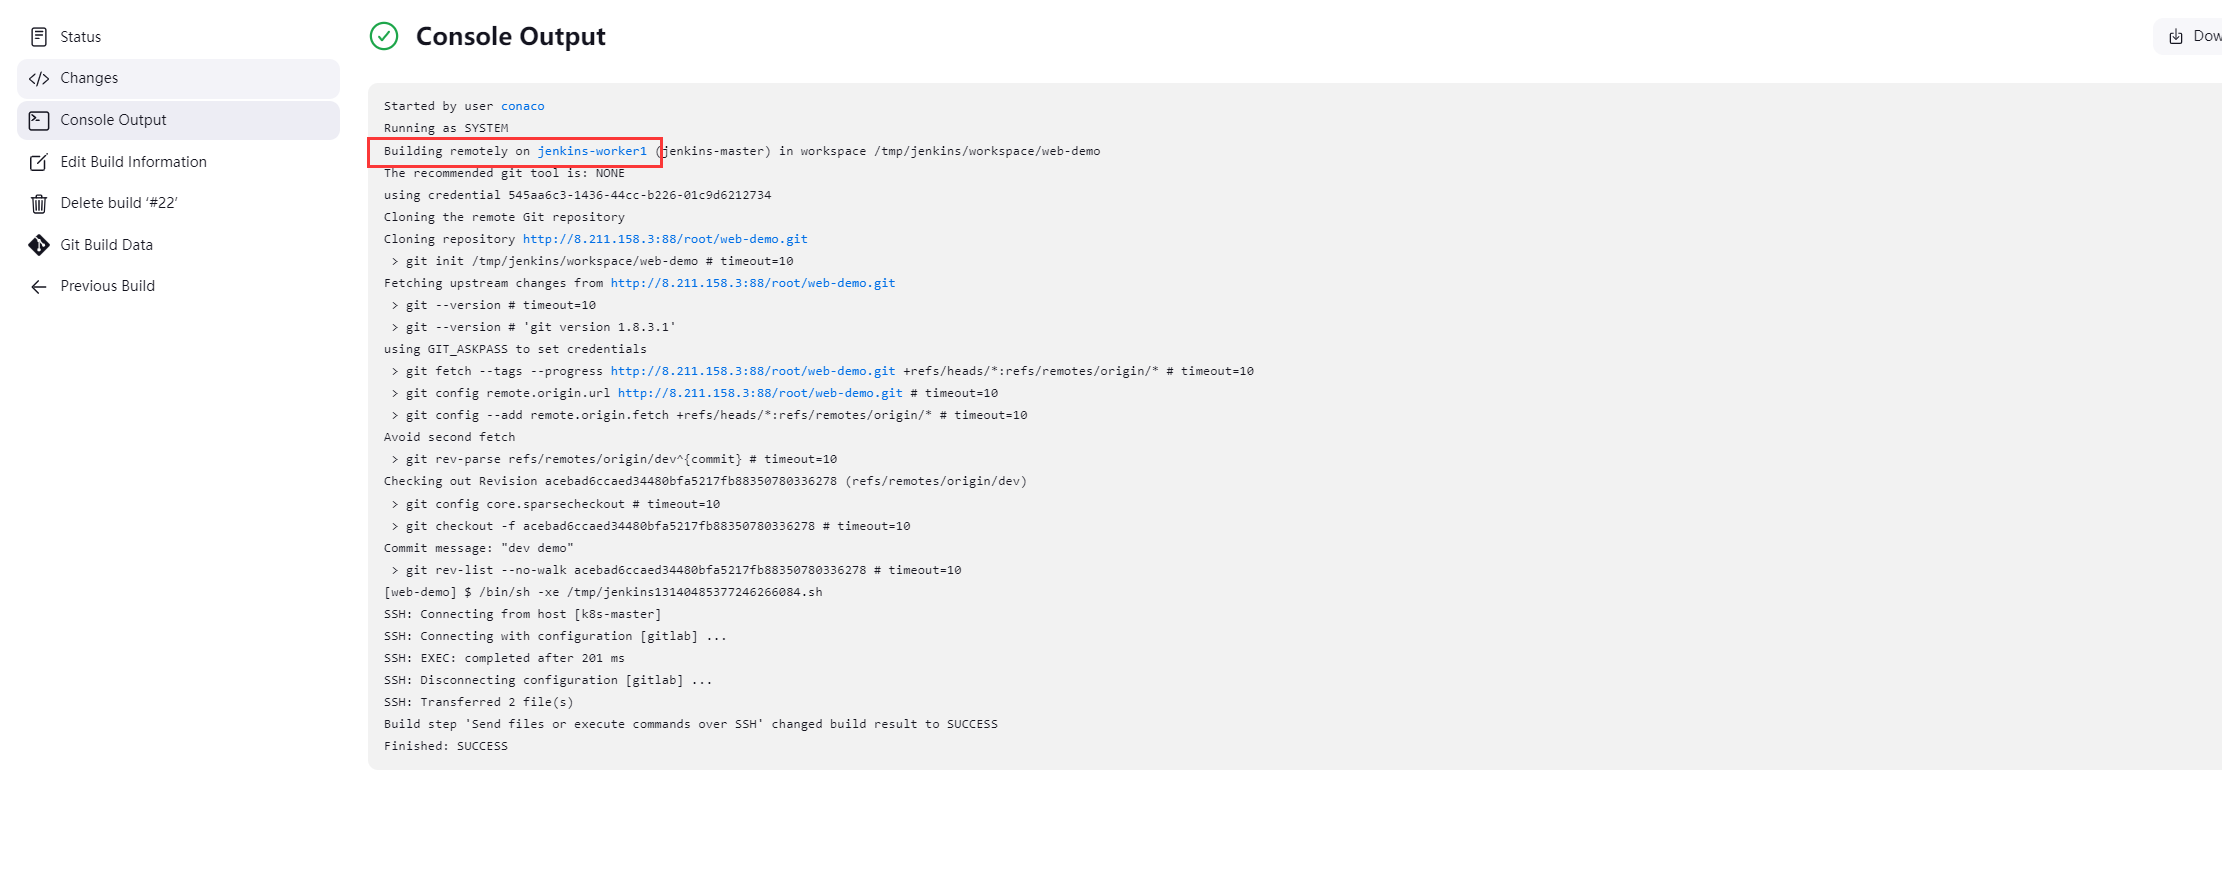 Status
Changes
Console Output
Edit Build Information
Delete build ‘#22’
Git Build Data
Previous Build
Console Output
Dow
Started by user conaco
Running as SYSTEM
Building remotely on jenkins-worker1 (jenkins-master) in workspace /tmp/jenkins/workspace/web-demo
The recommended git tool is: NONE
using credential 545aa6c3-1436-44cc-b226-01c9d6212734
Cloning the remote Git repository
Cloning repository http://8.211.158.3:88/root/web-demo.git
 > git init /tmp/jenkins/workspace/web-demo # timeout=10
Fetching upstream changes from http://8.211.158.3:88/root/web-demo.git
 > git --version # timeout=10
 > git --version # 'git version 1.8.3.1'
using GIT_ASKPASS to set credentials
 > git fetch --tags --progress http://8.211.158.3:88/root/web-demo.git +refs/heads/*:refs/remotes/origin/* # timeout=10
 > git config remote.origin.url http://8.211.158.3:88/root/web-demo.git # timeout=10
 > git config --add remote.origin.fetch +refs/heads/*:refs/remotes/origin/* # timeout=10
Avoid second fetch
 > git rev-parse refs/remotes/origin/dev^{commit} # timeout=10
Checking out Revision acebad6ccaed34480bfa5217fb88350780336278 (refs/remotes/origin/dev)
 > git config core.sparsecheckout # timeout=10
 > git checkout -f acebad6ccaed34480bfa5217fb88350780336278 # timeout=10
Commit message: "dev demo"
 > git rev-list --no-walk acebad6ccaed34480bfa5217fb88350780336278 # timeout=10
[web-demo] $ /bin/sh -xe /tmp/jenkins13140485377246266084.sh
SSH: Connecting from host [k8s-master]
SSH: Connecting with configuration [gitlab] ...
SSH: EXEC: completed after 201 ms
SSH: Disconnecting configuration [gitlab] ...
SSH: Transferred 2 file(s)
Build step 'Send files or execute commands over SSH' changed build result to SUCCESS
Finished: SUCCESS